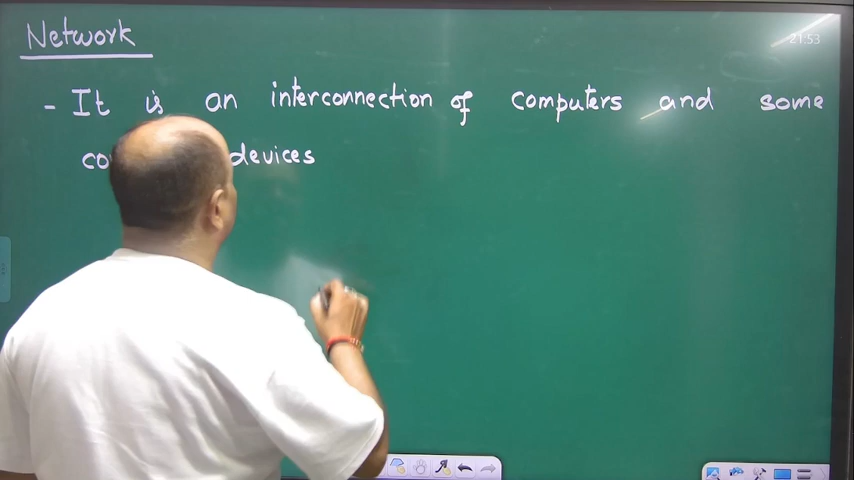 Network
21:53
- It is an interconnection of computers and some
devices